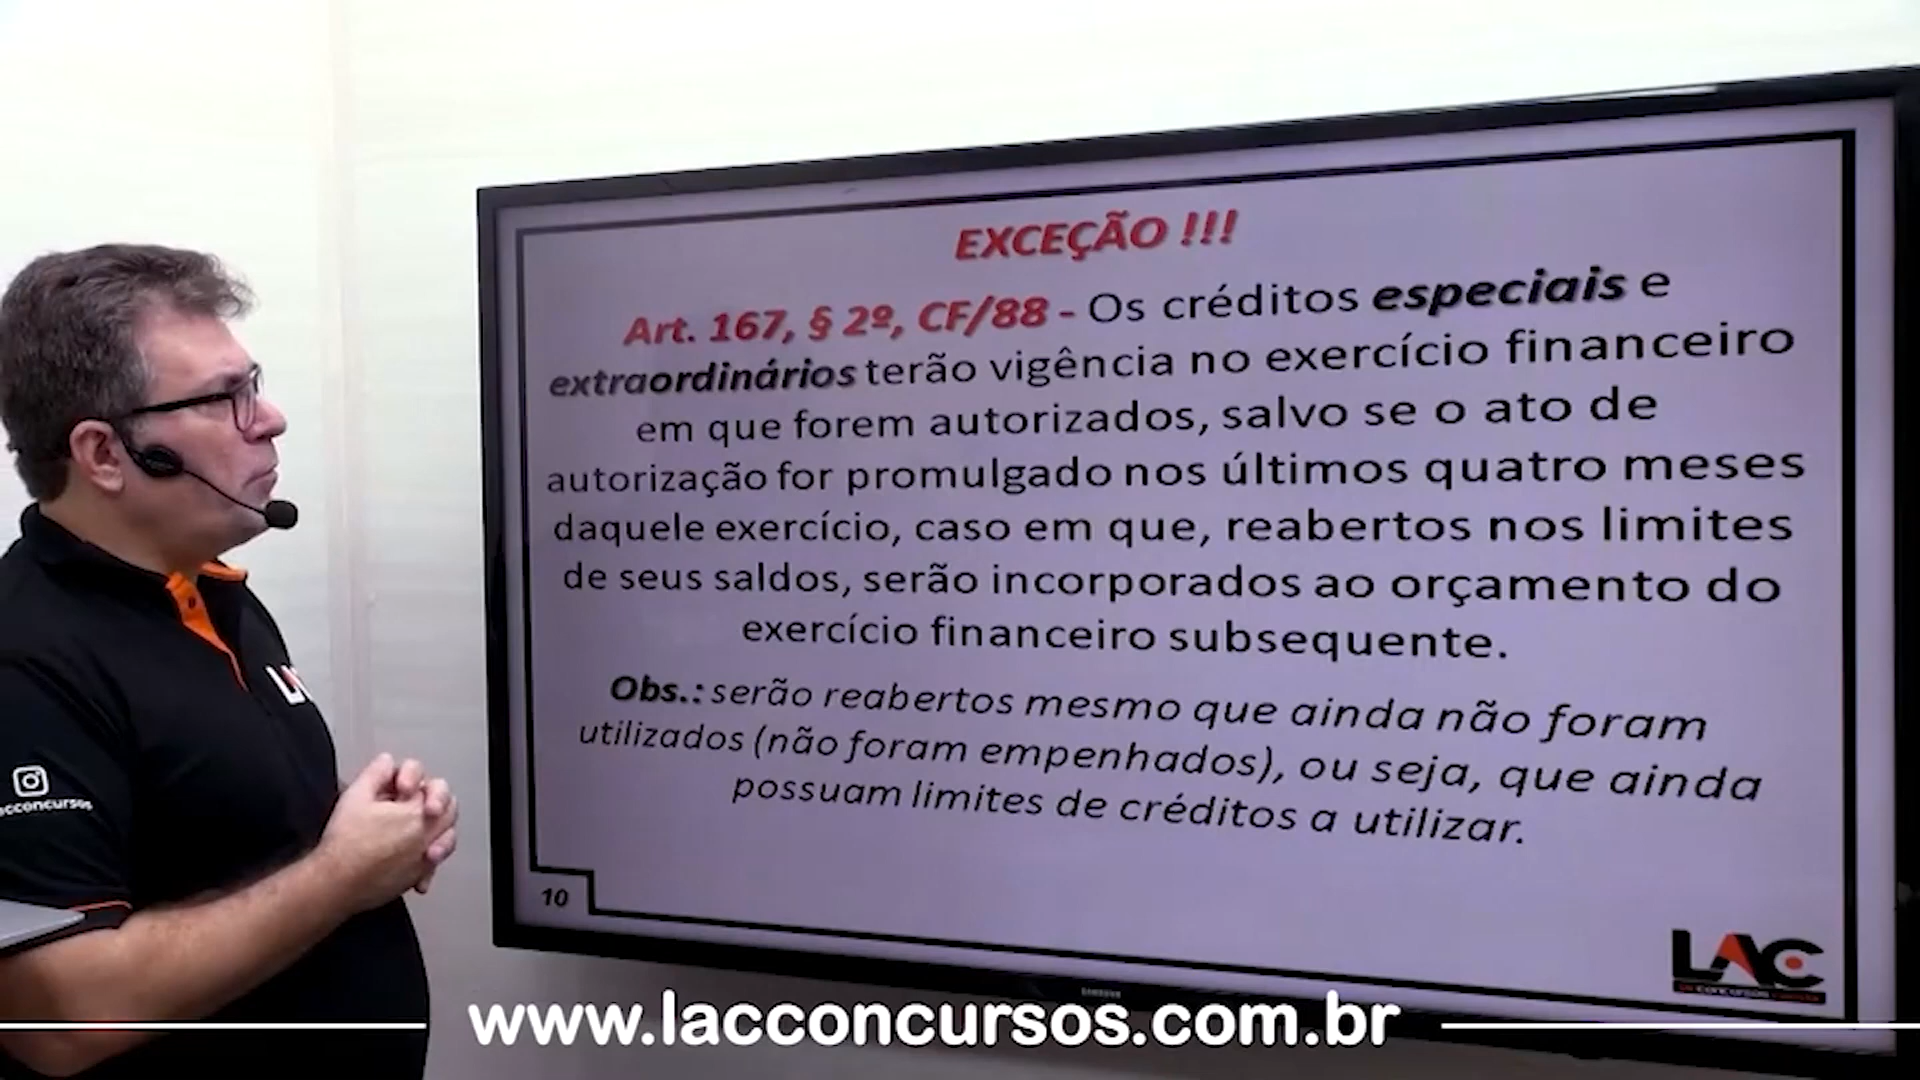 EXCEÇÃO !!!
Art. 167, § 2º, CF/88 - Os créditos especiais e
extraordinários terão vigência no exercício financeiro
em que forem autorizados, salvo se o ato de
autorização for promulgado nos últimos quatro meses
daquele exercício, caso em que, reabertos nos limites
de seus saldos, serão incorporados ao orçamento do
exercício financeiro subsequente.
Obs.: serão reabertos mesmo que ainda não foram
utilizados (não foram empenhados), ou seja, que ainda
possuam limites de créditos a utilizar.
10
LAC
SAMSUNG
acconcursos
www.lacconcursos.com.br